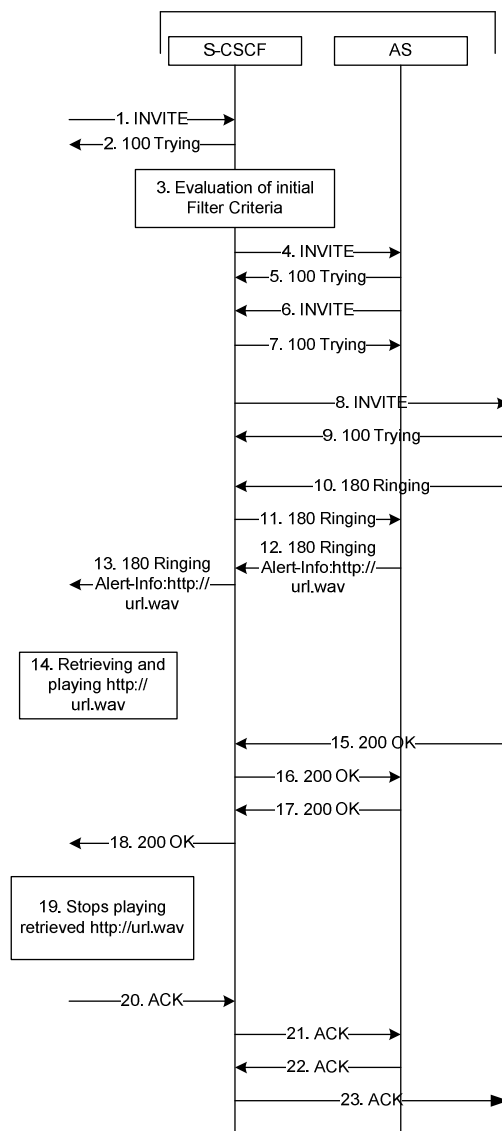 S-CSCF
AS
1. INVITE
2. 100 Trying
3. Evaluation of initial
Filter Criteria
4. INVITE
5. 100 Trying
6. INVITE
7. 100 Trying
8. INVITE
9. 100 Trying
10. 180 Ringing
11. 180 Ringing
12. 180 Ringing
Alert-Info:http://
url.wav
13. 180 Ringing
Alert-Info:http://
url.wav
14. Retrieving and
playing http://
url.wav
15. 200 OK
16. 200 OK
17. 200 OK
18. 200 OK
19. Stops playing
retrieved http://url.wav
20. ACK
21. ACK
22. ACK
23. ACK